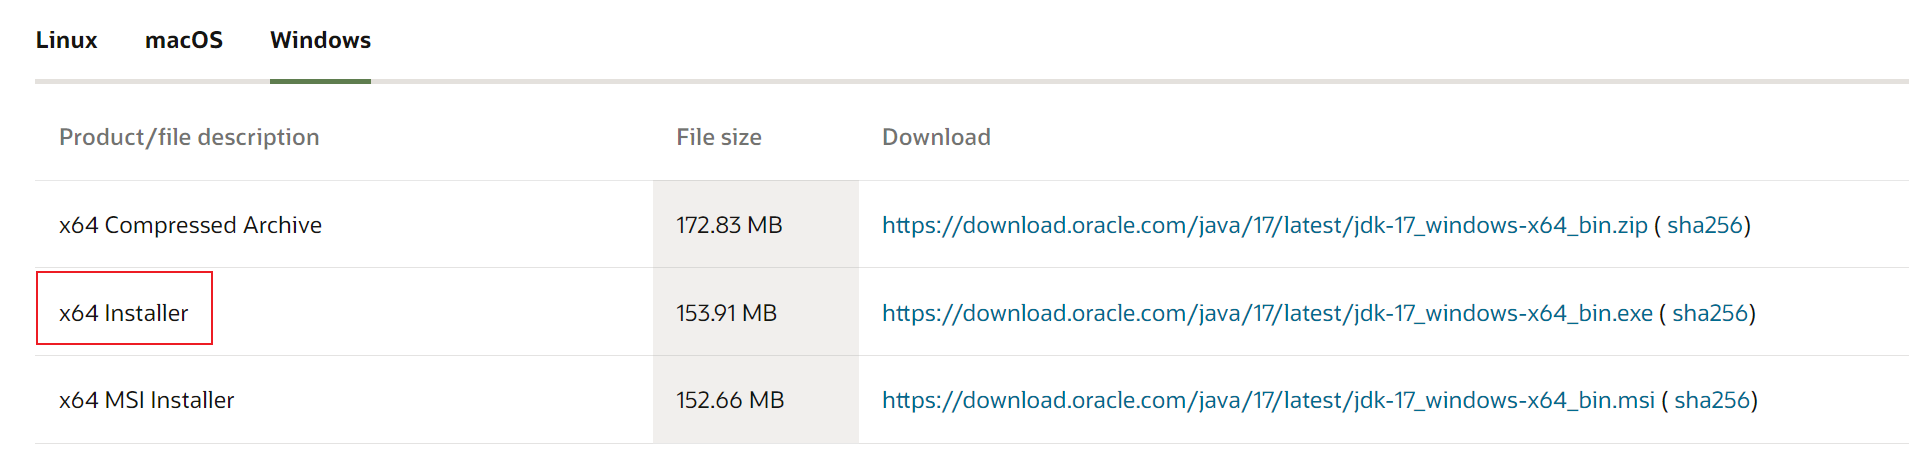 Linux macOS Windows
Product/file description File size Download
x64 Compressed Archive 172.83 MB https://download.oracle.com/java/17/latest/jdk-17_windows-x64_bin.zip ( sha256)
x64 Installer 153.91 MB https://download.oracle.com/java/17/latest/jdk-17_windows-x64_bin.exe ( sha256)
x64 MSI Installer 152.66 MB https://download.oracle.com/java/17/latest/jdk-17_windows-x64_bin.msi ( sha256)